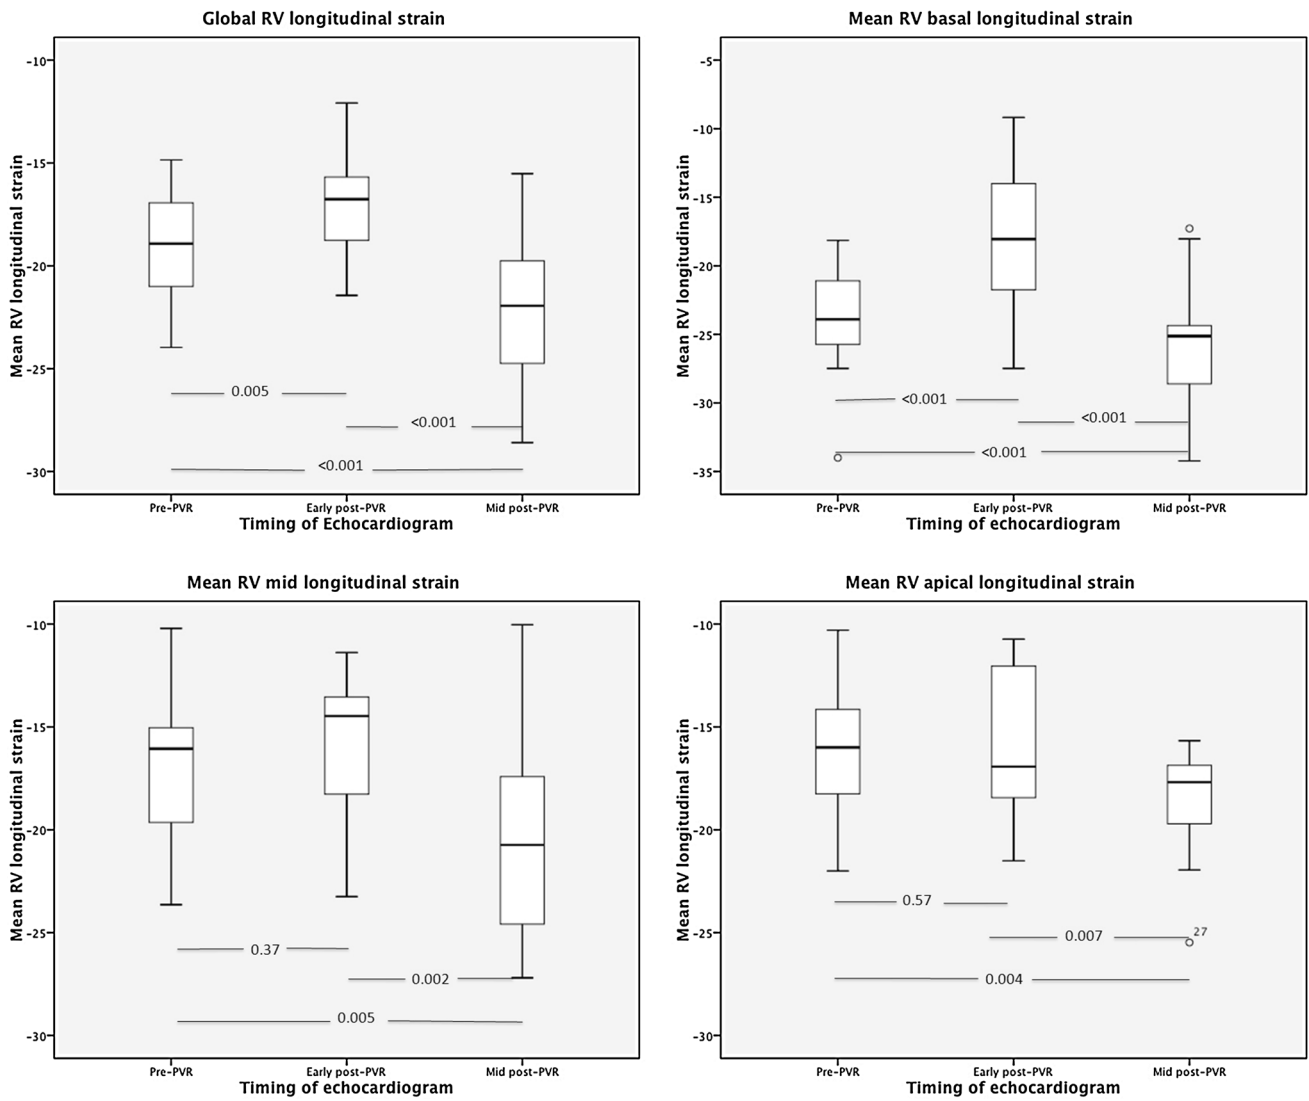 Global RV longitudinal strain
Mean RV longitudinal strain
-10
-15
-20
-25
-30
0.005
<0.001
<0.001
Pre-PVR Early post-PVR Mid post-PVR
Timing of Echocardiogram
Mean RV basal longitudinal strain
Mean RV longitudinal strain
-5
-10
-15
-20
-25
-30
-35
<0.001
<0.001
<0.001
Pre-PVR Early post-PVR Mid post-PVR
Timing of echocardiogram
Mean RV mid longitudinal strain
Mean RV longitudinal strain
-10
-15
-20
-25
-30
0.37
0.002
0.005
Pre-PVR Early post-PVR Mid post-PVR
Timing of echocardiogram
Mean RV apical longitudinal strain
Mean RV longitudinal strain
-10
-15
-20
-25
-30
0.57
27
0.007
0.004
Pre-PVR Early post-PVR Mid post-PVR
Timing of echocardiogram